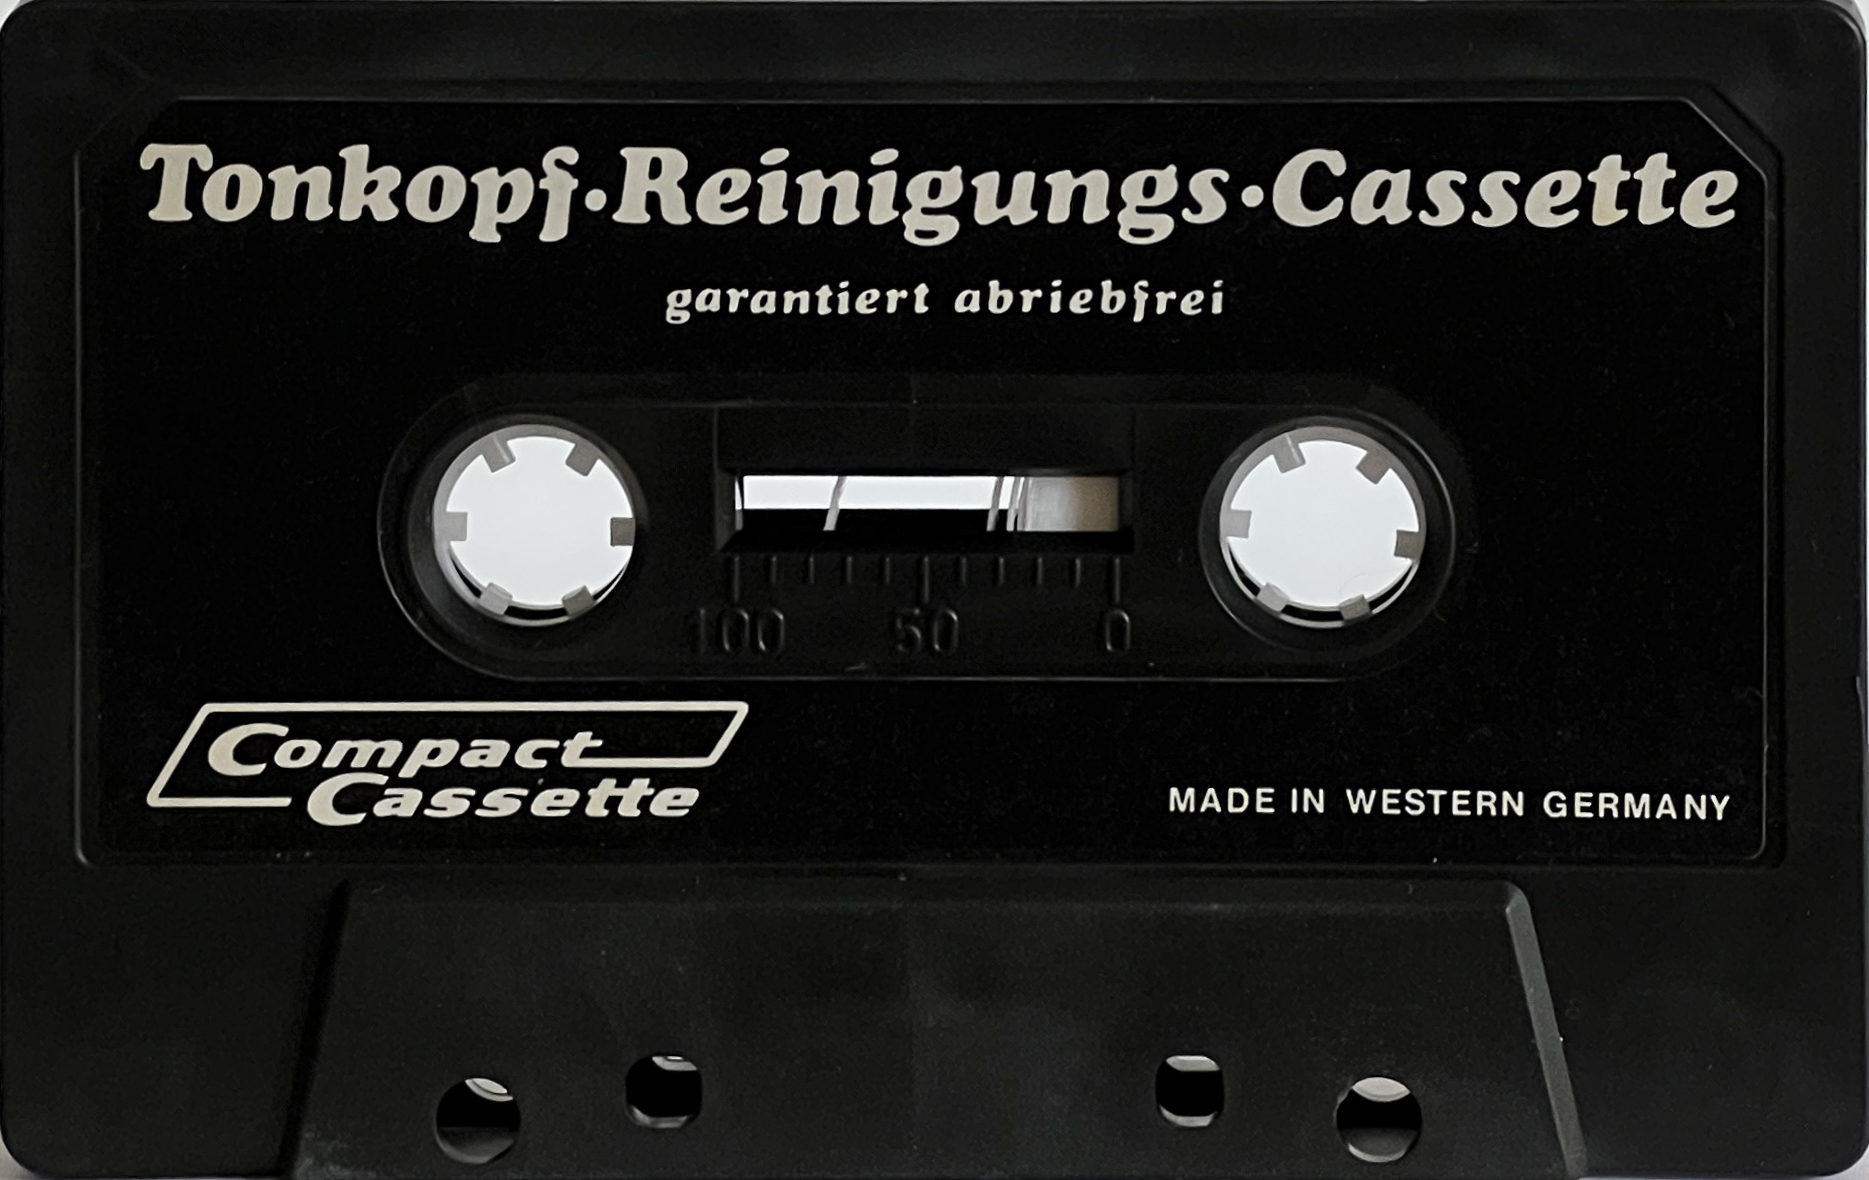 Tonkopf·Reinigungs·Cassette
garantiert abriebfrei
100 50 0
Compact
Cassette
MADE IN WESTERN GERMANY